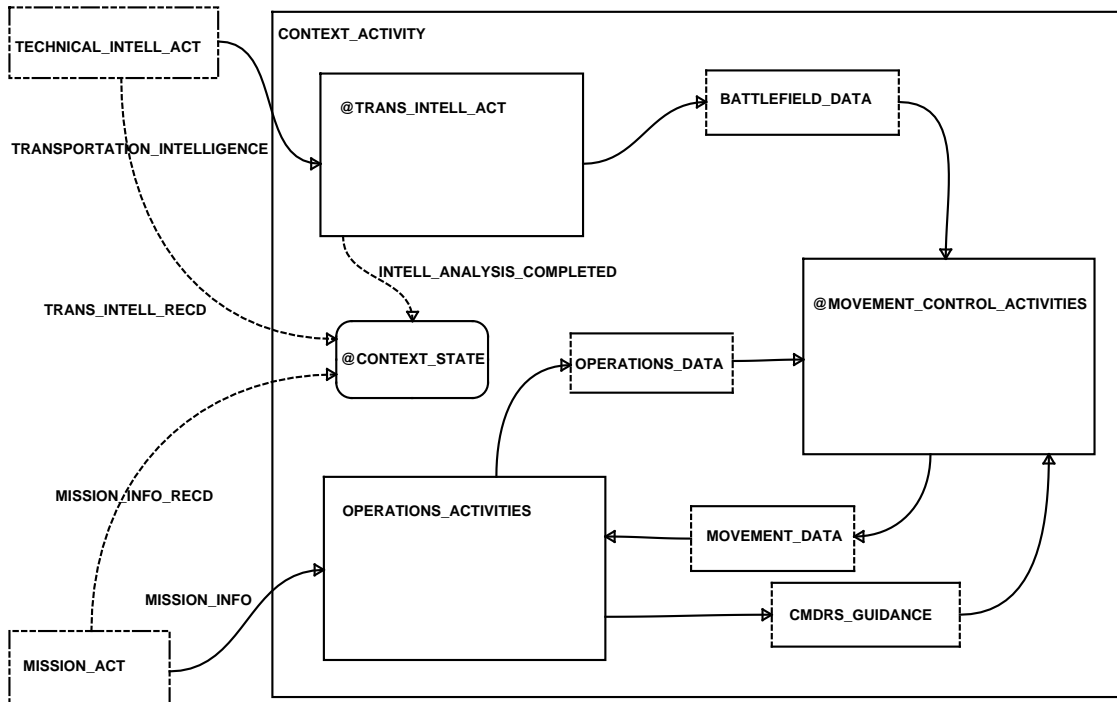 CONTEXT_ACTIVITY
TECHNICAL_INTELL_ACT
@TRANS_INTELL_ACT
BATTLEFIELD_DATA
TRANSPORTATION_INTELLIGENCE
INTELL_ANALYSIS_COMPLETED
TRANS_INTELL_RECD
@MOVEMENT_CONTROL_ACTIVITIES
@CONTEXT_STATE
OPERATIONS_DATA
MISSION_INFO_RECD
OPERATIONS_ACTIVITIES
MOVEMENT_DATA
MISSION_INFO
CMDRS_GUIDANCE
MISSION_ACT